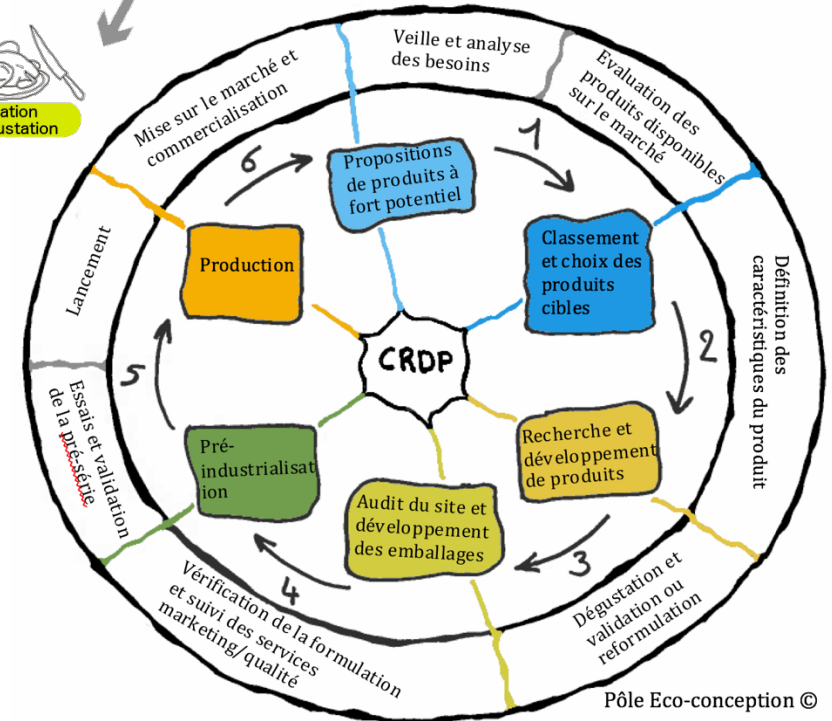 ation
ustation
Veille et analyse
des besoins
Evaluation des
produits disponibles
sur le marché
Mise sur le marché et
commercialisation
1
6
Propositions
de produits à
fort potentiel
Classement
et choix des
produits
cibles
Production
Lancement
Définition des
caractéristiques du produit
2
CRDP
5
Essais et validation
de la pré-série
Recherche et
développement
de produits
Pré-
industrialisat
ion
Audit du site et
développement
des emballages
3
4
Dégustation et
validation ou
reformulation
Vérification de la formulation
et suivi des services
marketing/qualité
Pôle Eco-conception ©